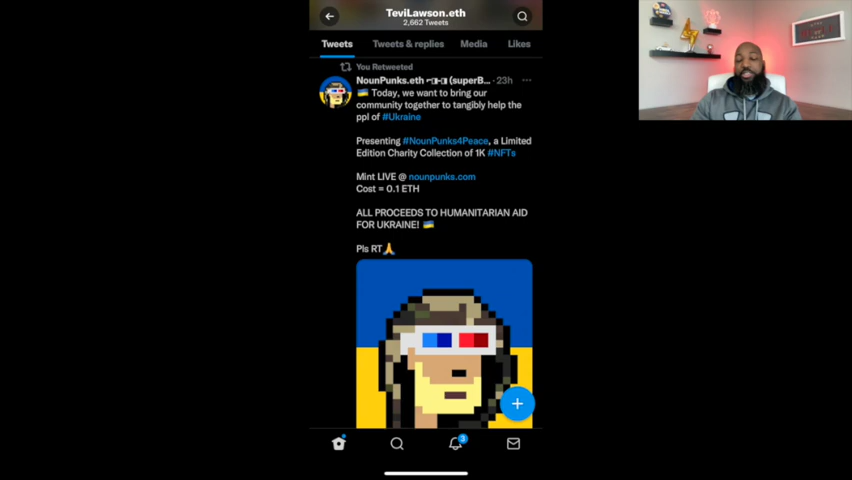 TeviLawson.eth
2,662 Tweets
Tweets
Tweets & replies
Media
Likes
You Retweeted
NounPunks.eth (superB... · 23h
🇺🇦 Today, we want to bring our
community together to tangibly help the
ppl of #Ukraine
Presenting #NounPunks4Peace, a Limited
Edition Charity Collection of 1K #NFTs
Mint LIVE @ nounpunks.com
Cost = 0.1 ETH
ALL PROCEEDS TO HUMANITARIAN AID
FOR UKRAINE! 🇺🇦
Pls RT🙏
3